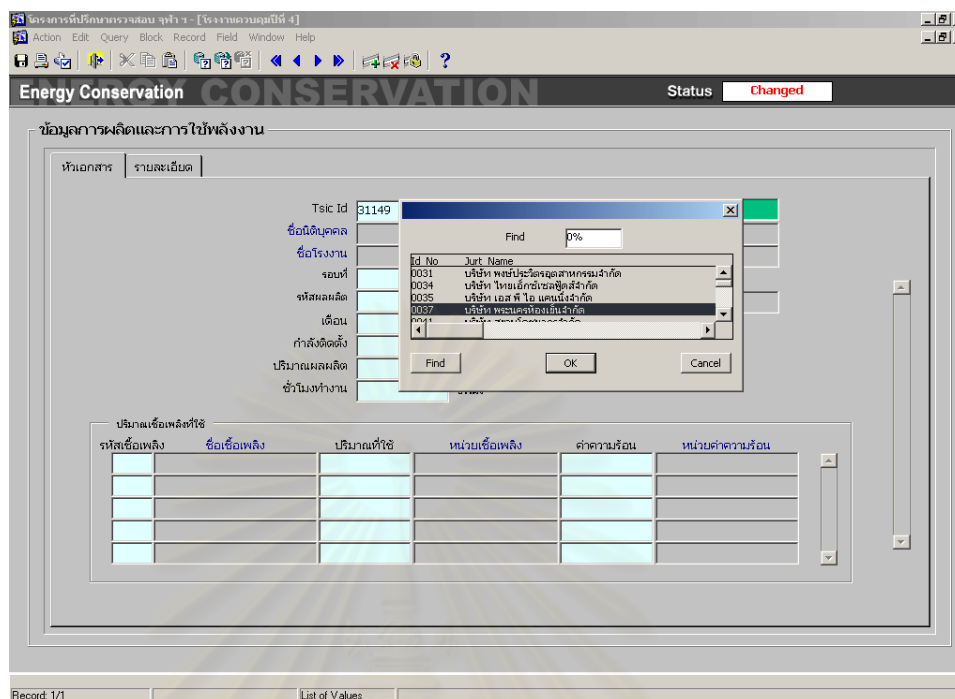 โครงการที่ปรึกษาตรวจสอบ จุฬา ฯ - [โรงงานควบคุมปีที่ 4]
Action Edit Query Block Record Field Window Help
ENERGY CONSERVATION
Energy Conservation Status Changed
ข้อมูลการผลิตและการใช้พลังงาน
หัวเอกสาร รายละเอียด
Tsic Id 31149
ชื่อนิติบุคคล
ชื่อโรงงาน
รอบที่
รหัสผลผลิต
เดือน
กำลังติดตั้ง
ปริมาณผลผลิต
ชั่วโมงทำงาน
Find 0%
Id No Jurt Name
0031 บริษัท พงษ์ประวิตรอุตสาหกรรมจำกัด
0034 บริษัท ไทยเอ็กซ์เซลฟู้ดส์จำกัด
0035 บริษัท เอส พี ไอ แคนนิ่งจำกัด
0037 บริษัท พระนครห้องเย็นจำกัด
0041
Find OK Cancel
ปริมาณเชื้อเพลิงที่ใช้
รหัสเชื้อเพลิง ชื่อเชื้อเพลิง ปริมาณที่ใช้ หน่วยเชื้อเพลิง ค่าความร้อน หน่วยค่าความร้อน
Record: 1/1 List of Values